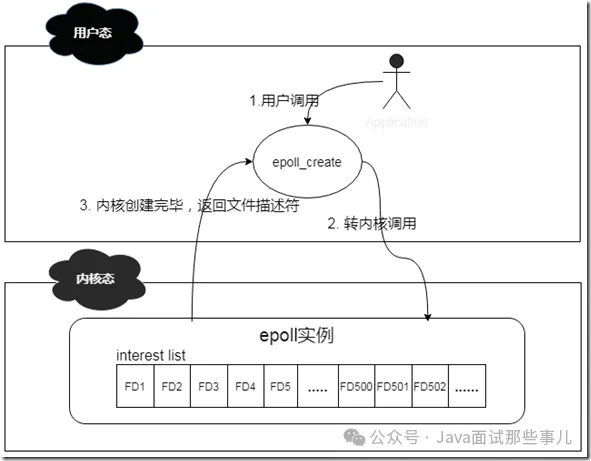 用户态
1.用户调用
Application
epoll_create
3. 内核创建完毕，返回文件描述符
2. 转内核调用
内核态
epoll实例
interest list
FD1 FD2 FD3 FD4 FD5 ..... FD500 FD501 FD502 ......
公众号 · Java面试那些事儿